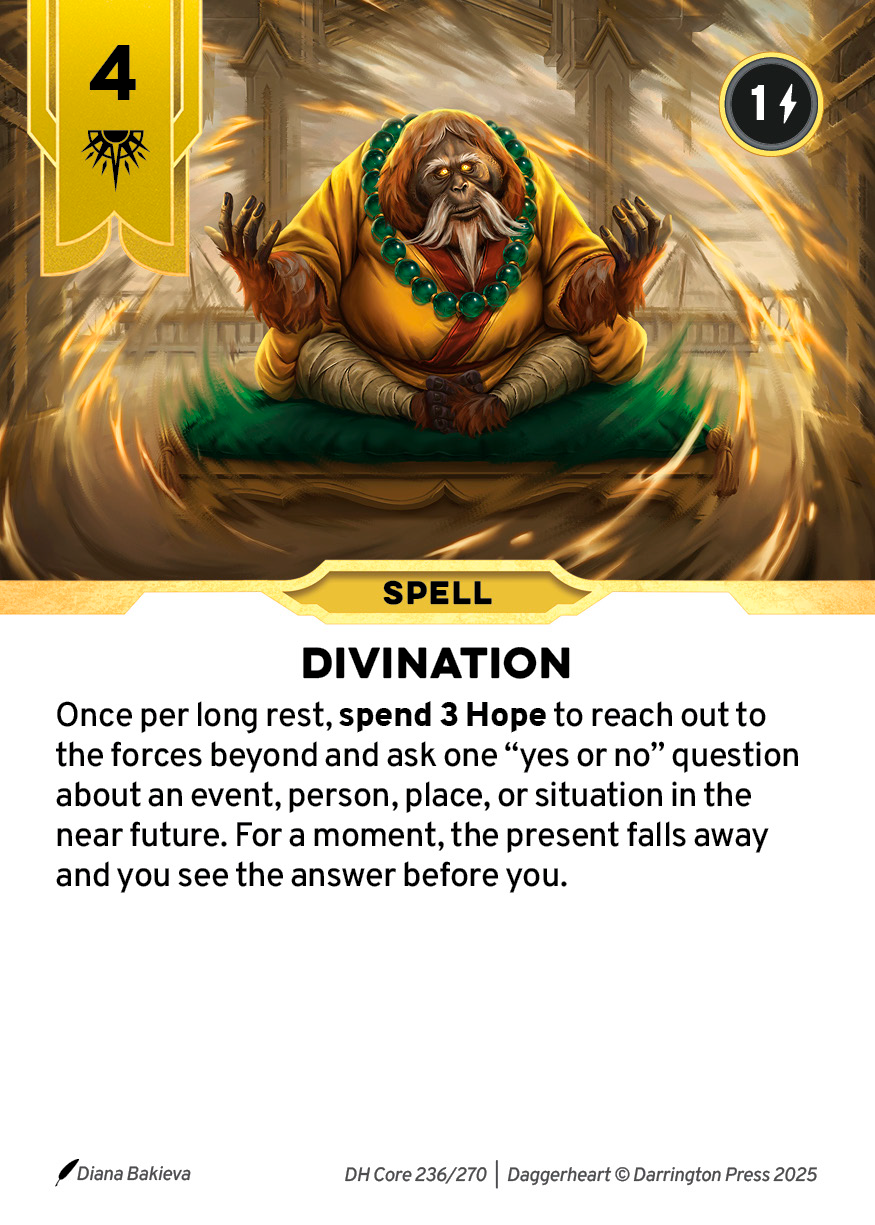 4
1
SPELL
DIVINATION
Once per long rest, spend 3 Hope to reach out to
the forces beyond and ask one “yes or no” question
about an event, person, place, or situation in the
near future. For a moment, the present falls away
and you see the answer before you.
Diana Bakieva
DH Core 236/270 | Daggerheart © Darrington Press 2025